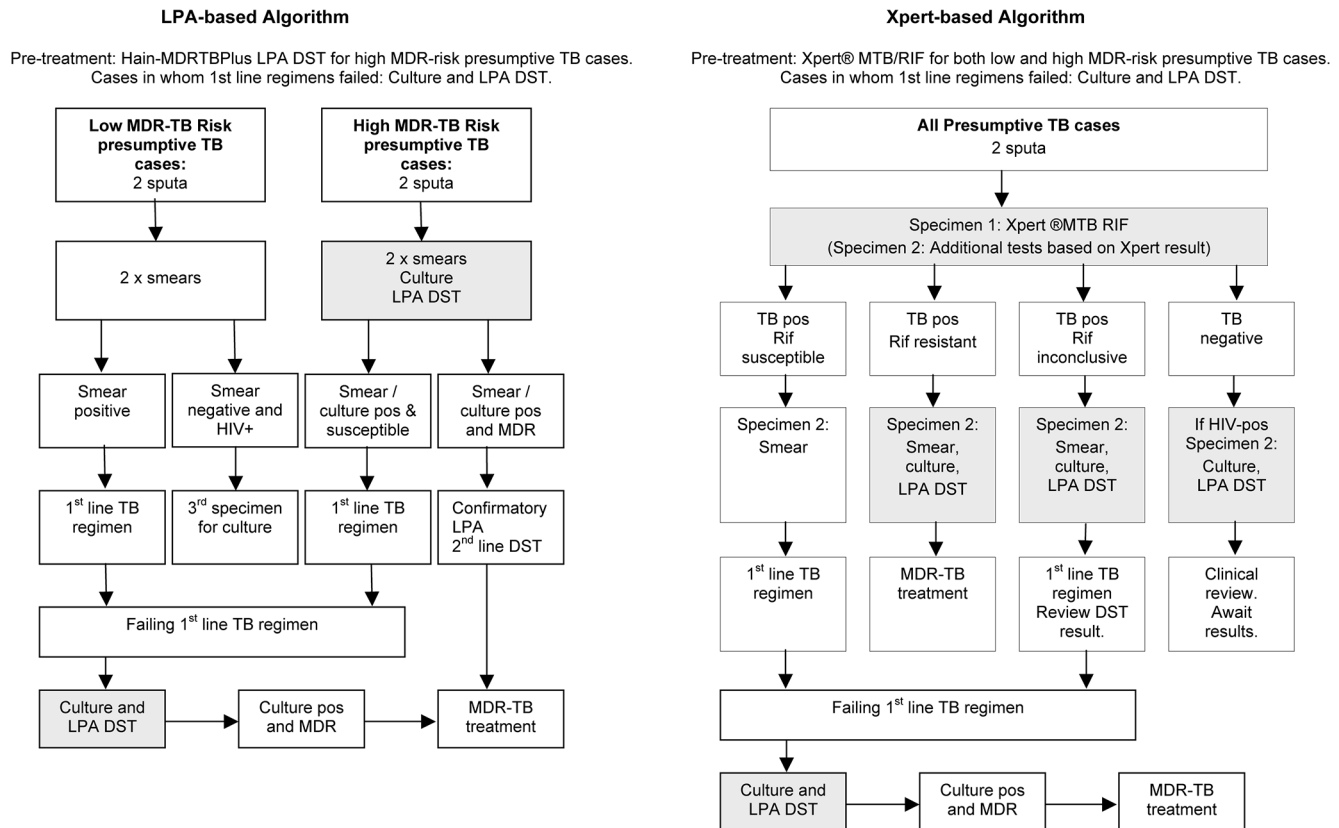 LPA-based Algorithm
Pre-treatment: Hain-MDRTBPlus LPA DST for high MDR-risk presumptive TB cases.
Cases in whom 1st line regimens failed: Culture and LPA DST.
Low MDR-TB Risk
presumptive TB
cases:
2 sputa
High MDR-TB Risk
presumptive TB
cases:
2 sputa
2 x smears
2 x smears
Culture
LPA DST
Smear
positive
Smear
negative and
HIV+
Smear /
culture pos &
susceptible
Smear /
culture pos
and MDR
1st line TB
regimen
3rd specimen
for culture
1st line TB
regimen
Confirmatory
LPA
2nd line DST
Failing 1st line TB regimen
Culture and
LPA DST
Culture pos
and MDR
MDR-TB
treatment
Xpert-based Algorithm
Pre-treatment: Xpert® MTB/RIF for both low and high MDR-risk presumptive TB cases.
Cases in whom 1st line regimens failed: Culture and LPA DST.
All Presumptive TB cases
2 sputa
Specimen 1: Xpert ®MTB RIF
(Specimen 2: Additional tests based on Xpert result)
TB pos
Rif
susceptible
TB pos
Rif resistant
TB pos
Rif
inconclusive
TB
negative
Specimen 2:
Smear
Specimen 2:
Smear,
culture,
LPA DST
Specimen 2:
Smear,
culture,
LPA DST
If HIV-pos
Specimen 2:
Culture,
LPA DST
1st line TB
regimen
MDR-TB
treatment
1st line TB
regimen
Review DST
result.
Clinical
review.
Await
results.
Failing 1st line TB regimen
Culture and
LPA DST
Culture pos
and MDR
MDR-TB
treatment